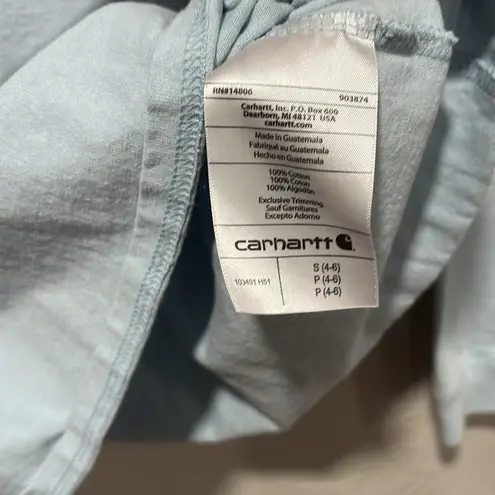 RN#14806 903874
Carhartt, Inc. P.O. Box 600
Dearborn, MI 48121 USA
carhartt.com
Made in Guatemala
Fabriqué au Guatemala
Hecho en Guatemala
100% Cotton
100% Coton
100% Algodon
Exclusive Trimming
Sauf Garnitures
Excepto Adorno
carhartt
103401 H51
S (4-6)
P (4-6)
P (4-6)